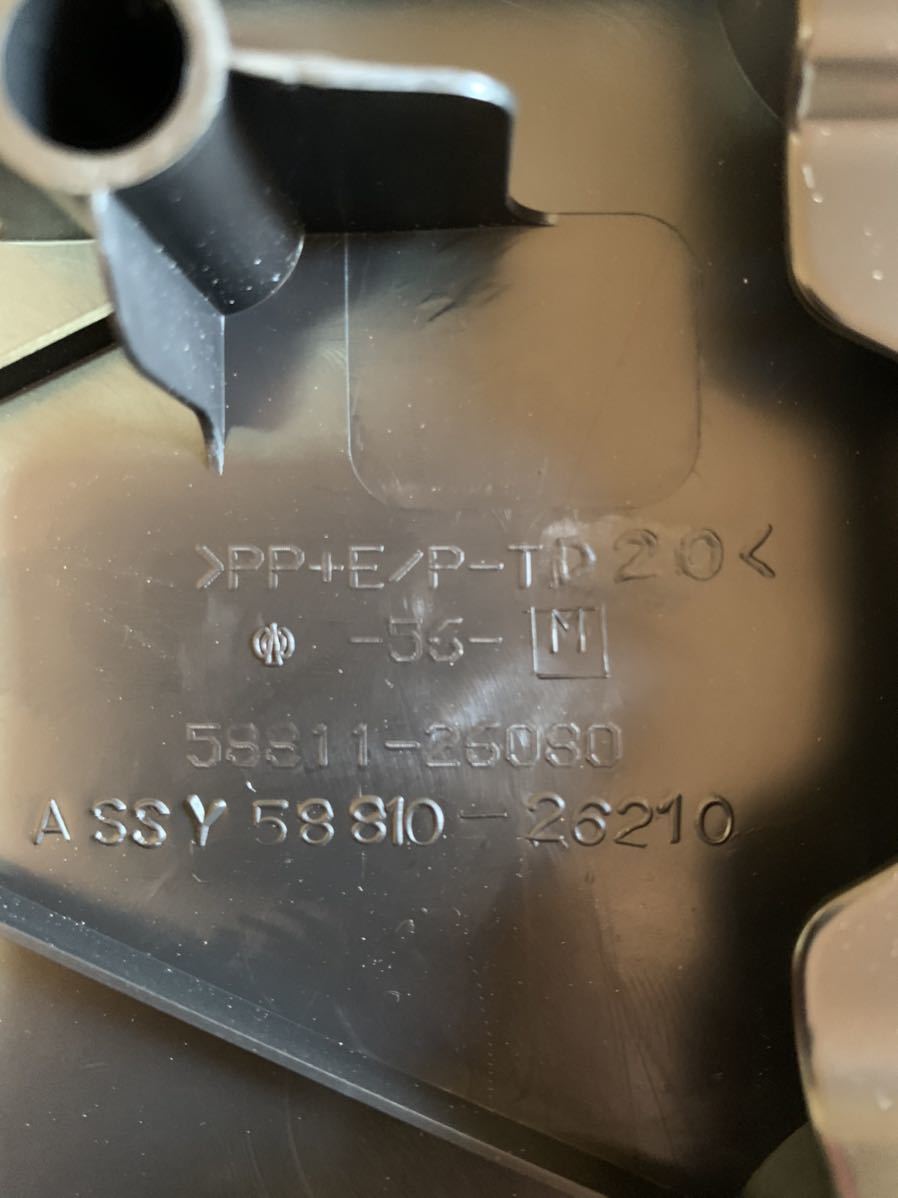 >PP+E/P-TD20<
-56- M
58811-26080
ASSY 58810-26210